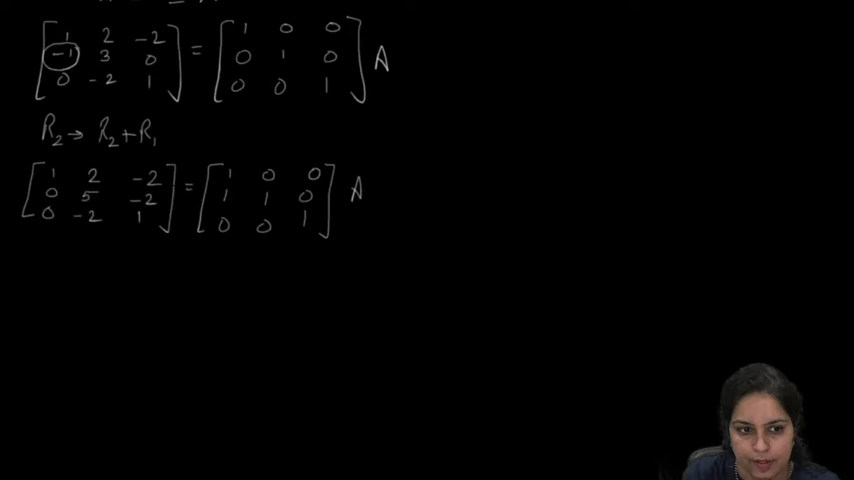 [1 2 -2] = [1 0 0] A
[-1 3 0] [0 1 0]
[0 -2 1] [0 0 1]
R₂ → R₂ + R₁
[1 2 -2] = [1 0 0] A
[0 5 -2] [1 1 0]
[0 -2 1] [0 0 1]